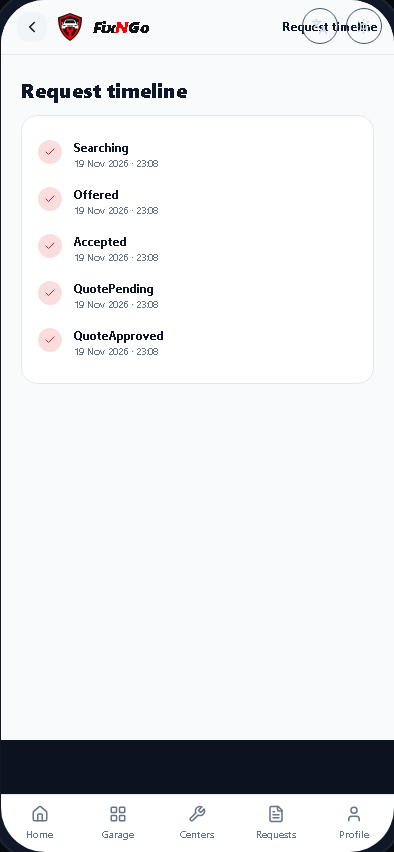 FixNGo
Request timeline
Request timeline
Searching
19 Nov 2026 · 23:08
Offered
19 Nov 2026 · 23:08
Accepted
19 Nov 2026 · 23:08
QuotePending
19 Nov 2026 · 23:08
QuoteApproved
19 Nov 2026 · 23:08
Home
Garage
Centers
Requests
Profile